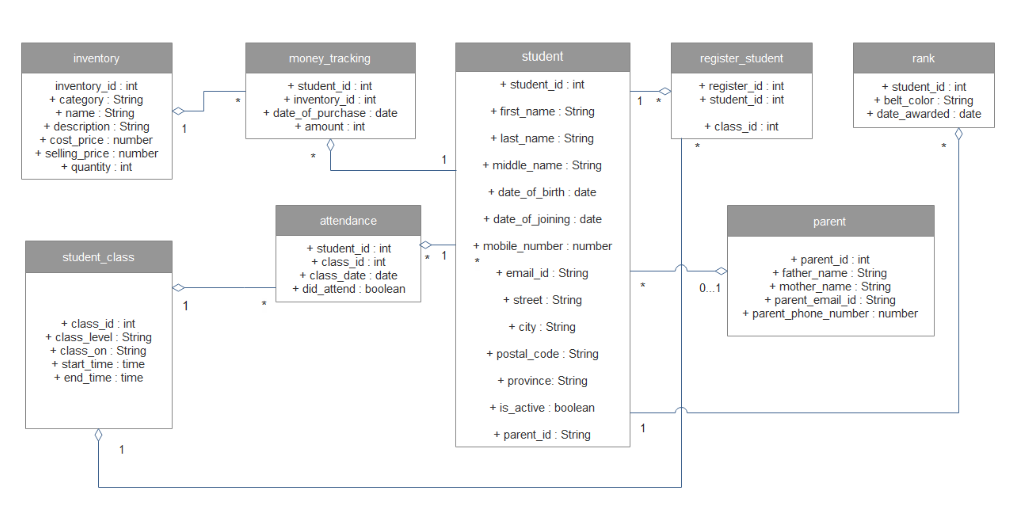 inventory
inventory_id : int
+ category : String
+ name : String
+ description : String
+ cost_price : number
+ selling_price : number
+ quantity : int
1
*
money_tracking
+ student_id : int
+ inventory_id : int
+ date_of_purchase : date
+ amount : int
*
1
student
+ student_id : int
+ first_name : String
+ last_name : String
+ middle_name : String
+ date_of_birth : date
+ date_of_joining : date
+ mobile_number : number
*
+ email_id : String
+ street : String
+ city : String
+ postal_code : String
+ province: String
+ is_active : boolean
+ parent_id : String
1
*
register_student
+ register_id : int
+ student_id : int
+ class_id : int
*
rank
+ student_id : int
+ belt_color : String
+ date_awarded : date
*
student_class
+ class_id : int
+ class_level : String
+ class_on : String
+ start_time : time
+ end_time : time
1
*
1
attendance
+ student_id : int
+ class_id : int
+ class_date : date
+ did_attend : boolean
*
1
parent
+ parent_id : int
+ father_name : String
+ mother_name : String
+ parent_email_id : String
+ parent_phone_number : number
*
0...1
1